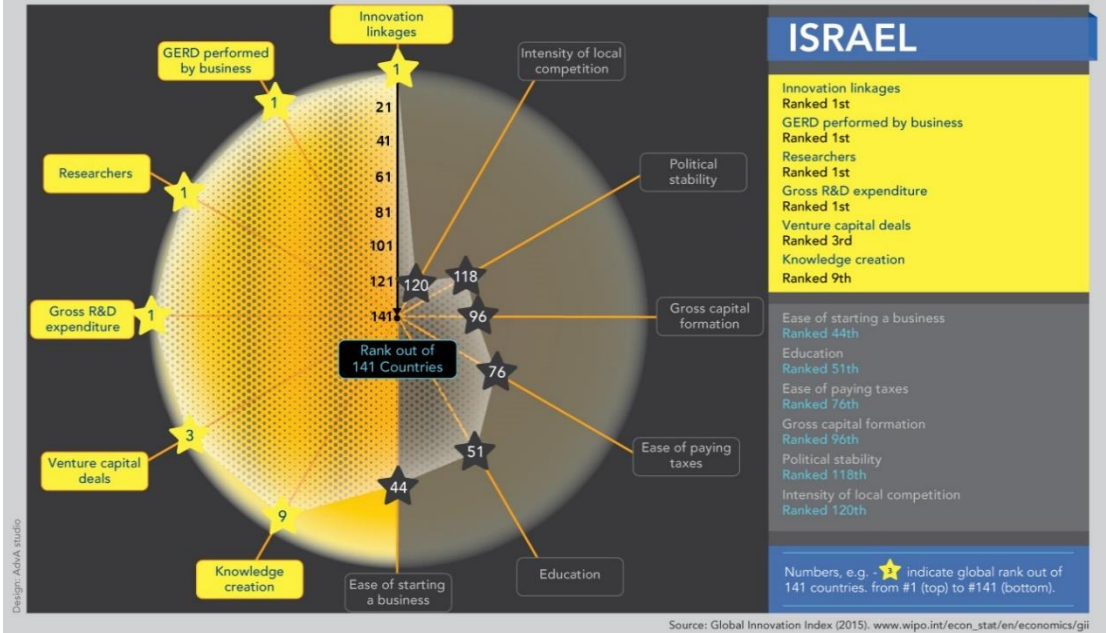 Innovation
linkages
1
GERD performed
by business
1
Intensity of local
competition
21
41
61
81
101
121
141
Researchers
1
Political
stability
120
118
Gross R&D
expenditure
1
96
Gross capital
formation
Rank out of
141 Countries
76
Venture capital
deals
3
51
Ease of paying
taxes
44
9
Knowledge
creation
Ease of starting
a business
Education
ISRAEL
Innovation linkages
Ranked 1st
GERD performed by business
Ranked 1st
Researchers
Ranked 1st
Gross R&D expenditure
Ranked 1st
Venture capital deals
Ranked 3rd
Knowledge creation
Ranked 9th
Ease of starting a business
Ranked 44th
Education
Ranked 51th
Ease of paying taxes
Ranked 76th
Gross capital formation
Ranked 96th
Political stability
Ranked 118th
Intensity of local competition
Ranked 120th
Numbers, e.g. - 3 indicate global rank out of
141 countries. from #1 (top) to #141 (bottom).
Design: AdvA studio
Source: Global Innovation Index (2015). www.wipo.int/econ_stat/en/economics/gii